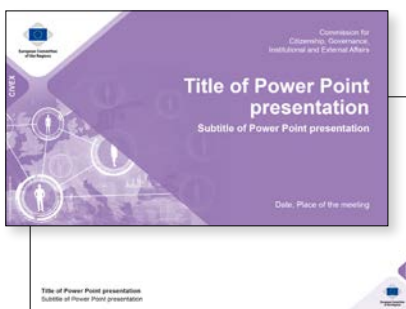 European Committee
of the Regions
CIVEX
Commission for
Citizenship, Governance,
Institutional and External Affairs
Title of Power Point
presentation
Subtitle of Power Point presentation
Date, Place of the meeting
Title of Power Point presentation
Subtitle of Power Point presentation